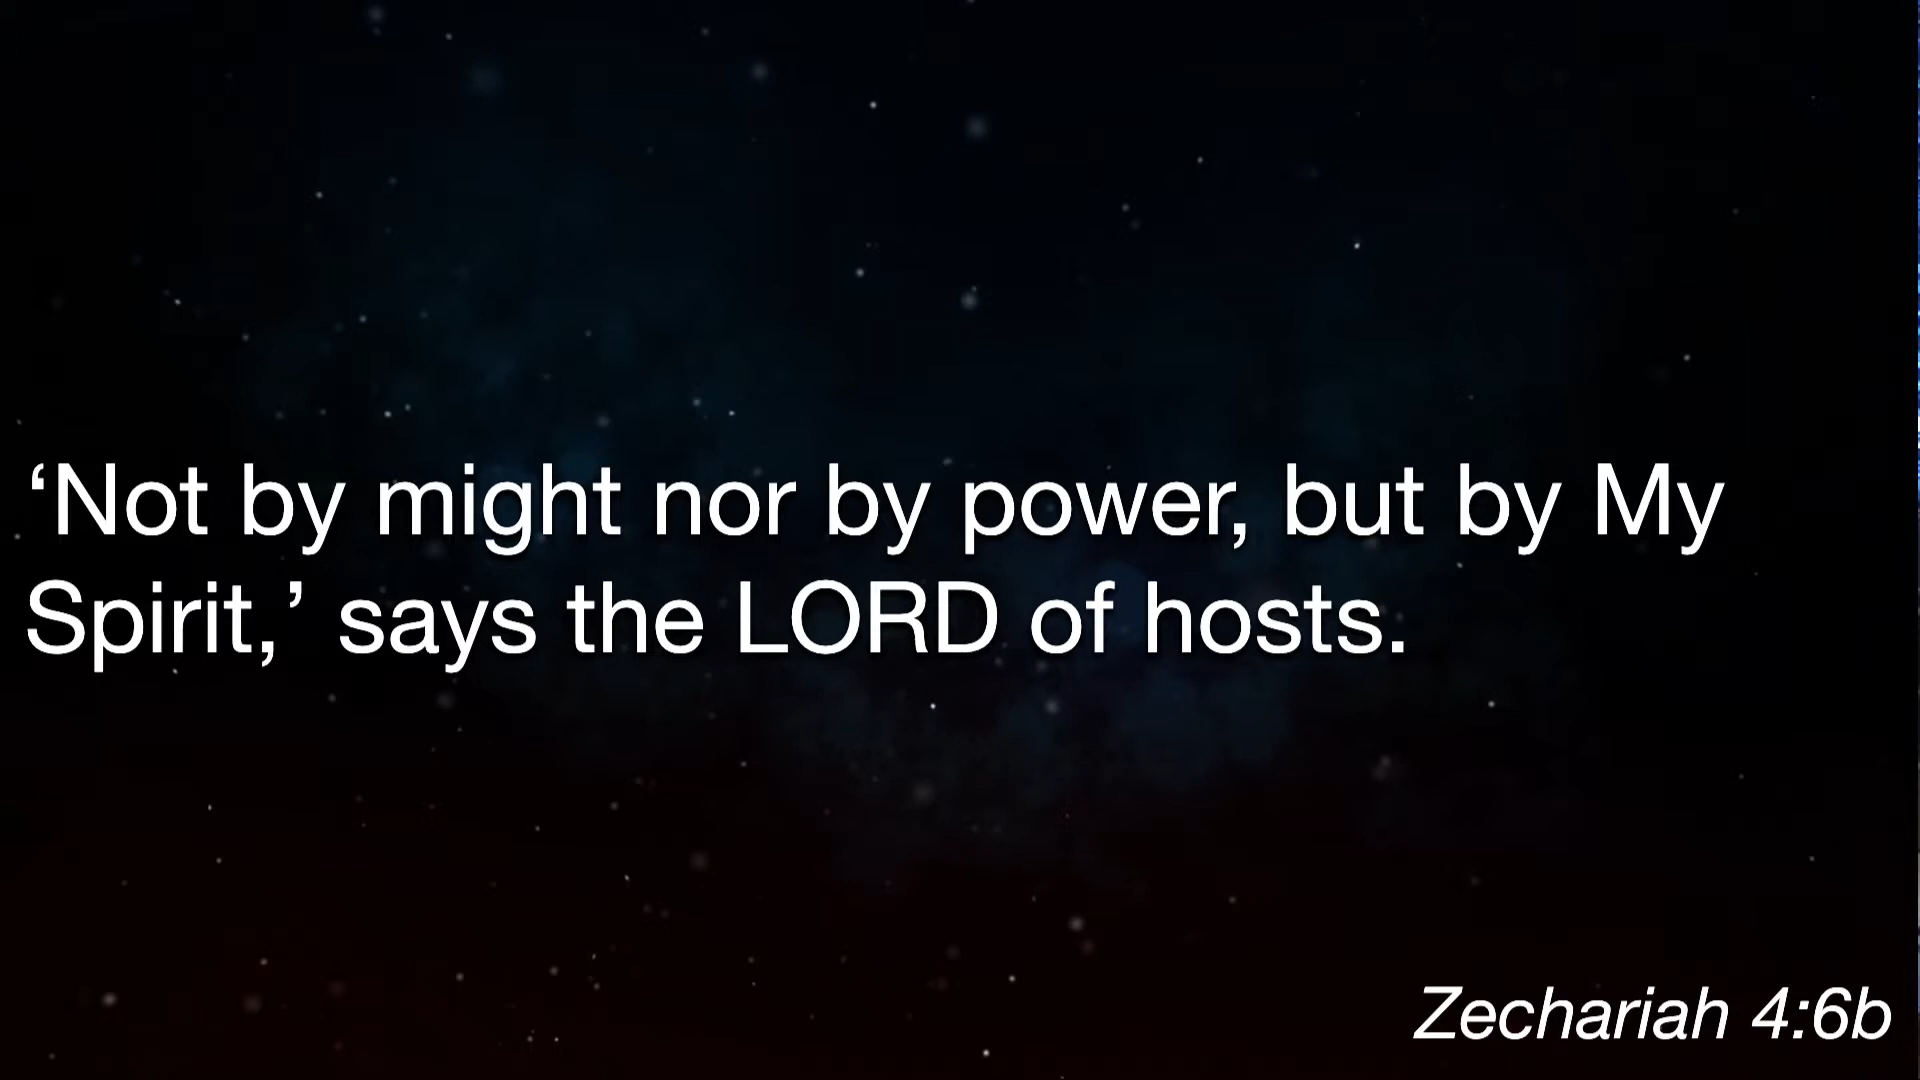 ‘Not by might nor by power, but by My
Spirit,’ says the LORD of hosts.
Zechariah 4:6b